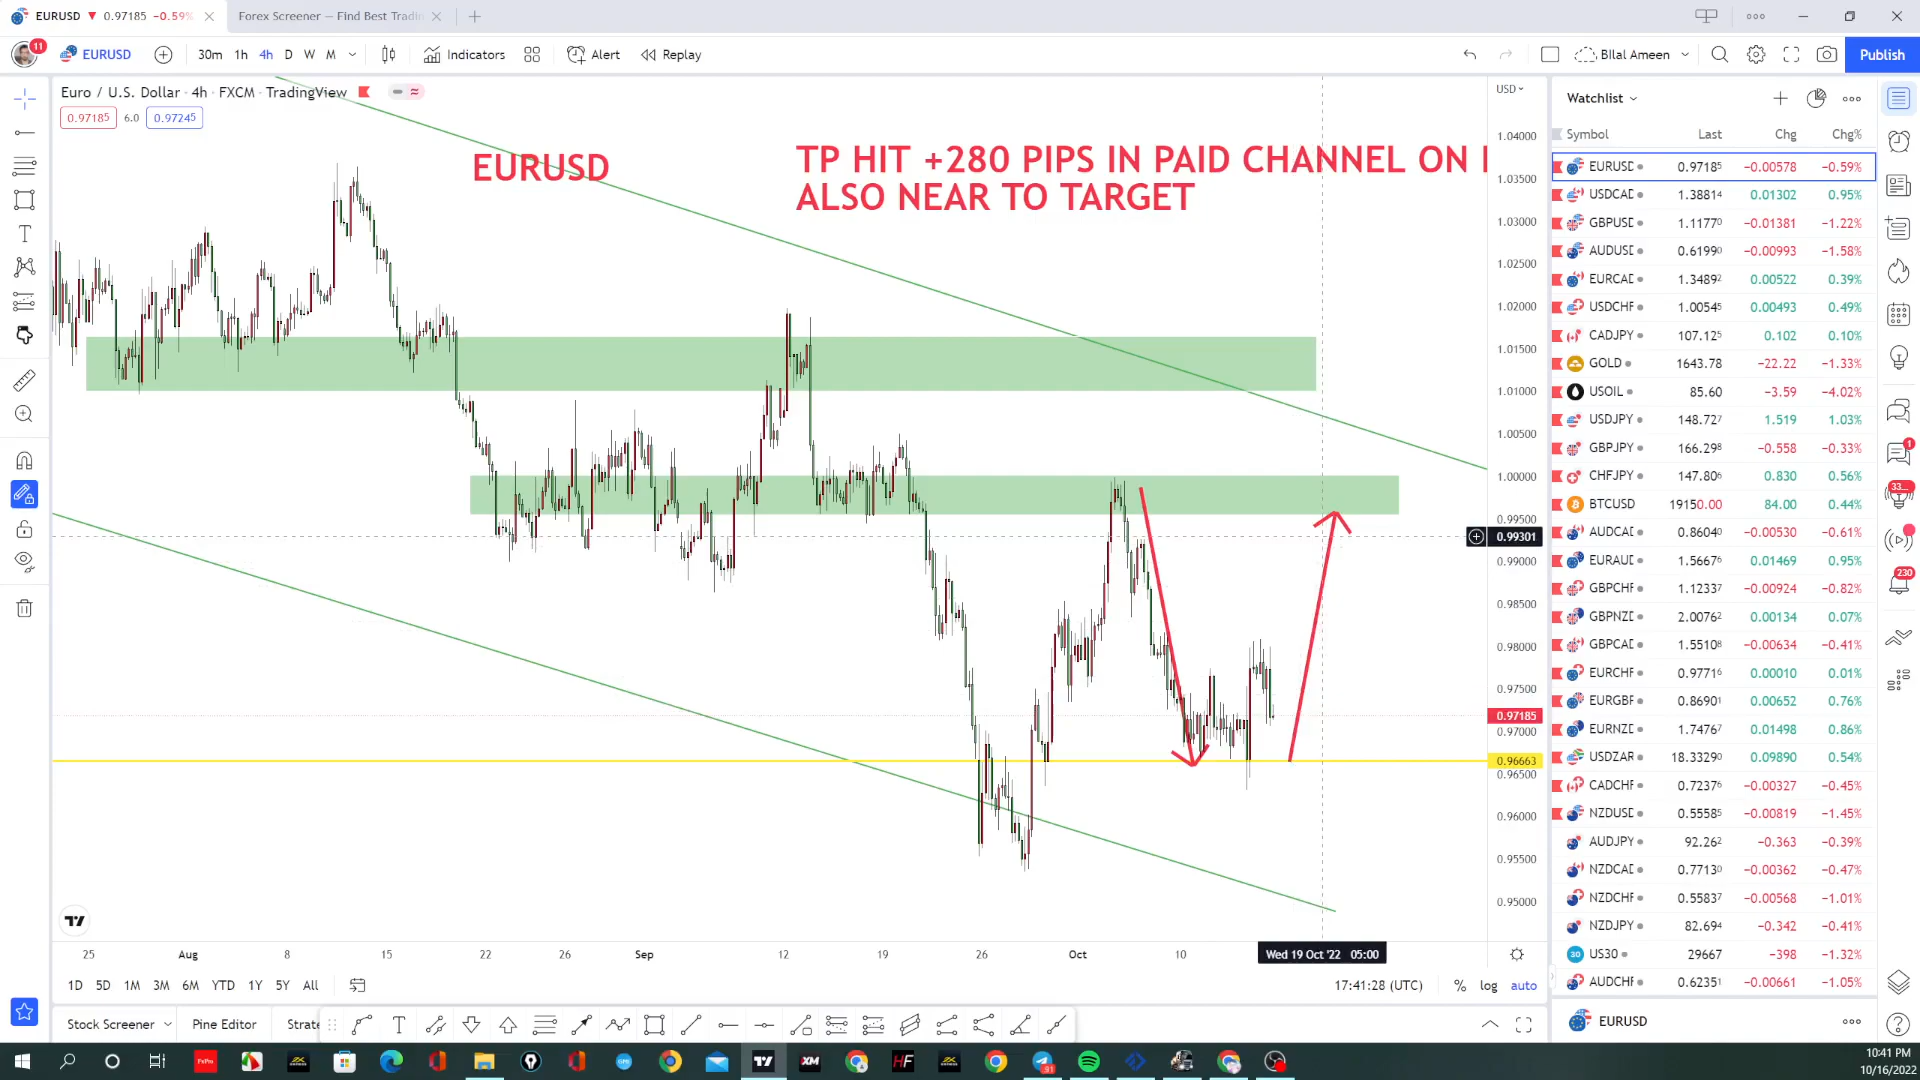 EURUSD ▼ 0.97185 −0.59%
Forex Screener — Find Best Tradin
11
EURUSD
30m 1h 4h D W M
Indicators
Alert
Replay
BIlal Ameen
Publish
Euro / U.S. Dollar · 4h · FXCM · TradingView
0.97185 6.0 0.97245
EURUSD
TP HIT +280 PIPS IN PAID CHANNEL ON
ALSO NEAR TO TARGET
USD
1.04000
1.03500
1.03000
1.02500
1.02000
1.01500
1.01000
1.00500
1.00000
0.99500
0.99301
0.99000
0.98500
0.98000
0.97500
0.97185
0.97000
0.96663
0.96500
0.96000
0.95500
0.95000
25 Aug 8 15 22 26 Sep 12 19 26 Oct 10 Wed 19 Oct '22 05:00
1D 5D 1M 3M 6M YTD 1Y 5Y All
17:41:28 (UTC) % log auto
Stock Screener Pine Editor Strate
Watchlist
Symbol Last Chg Chg%
EURUSD 0.97185 −0.00578 −0.59%
USDCAD 1.38814 0.01302 0.95%
GBPUSD 1.11770 −0.01381 −1.22%
AUDUSD 0.61990 −0.00993 −1.58%
EURCAD 1.34892 0.00522 0.39%
USDCHF 1.00545 0.00493 0.49%
CADJPY 107.125 0.102 0.10%
GOLD 1643.78 −22.22 −1.33%
USOIL 85.60 −3.59 −4.02%
USDJPY 148.727 1.519 1.03%
GBPJPY 166.298 −0.558 −0.33%
CHFJPY 147.806 0.830 0.56%
BTCUSD 19150.00 84.00 0.44%
AUDCAD 0.86040 −0.00530 −0.61%
EURAUD 1.56676 0.01469 0.95%
GBPCHF 1.12337 −0.00924 −0.82%
GBPNZD 2.00762 0.00134 0.07%
GBPCAD 1.55108 −0.00634 −0.41%
EURCHF 0.97716 0.00010 0.01%
EURGBP 0.86901 0.00652 0.76%
EURNZD 1.74767 0.01498 0.86%
USDZAR 18.33290 0.09890 0.54%
CADCHF 0.72376 −0.00327 −0.45%
NZDUSD 0.55585 −0.00819 −1.45%
AUDJPY 92.262 −0.363 −0.39%
NZDCAD 0.77130 −0.00362 −0.47%
NZDCHF 0.55837 −0.00568 −1.01%
NZDJPY 82.694 −0.342 −0.41%
30 US30 29667 −398 −1.32%
AUDCHF 0.62351 −0.00661 −1.05%
EURUSD
1
33...
230
FxPro
XM
HF
10:41 PM
10/16/2022